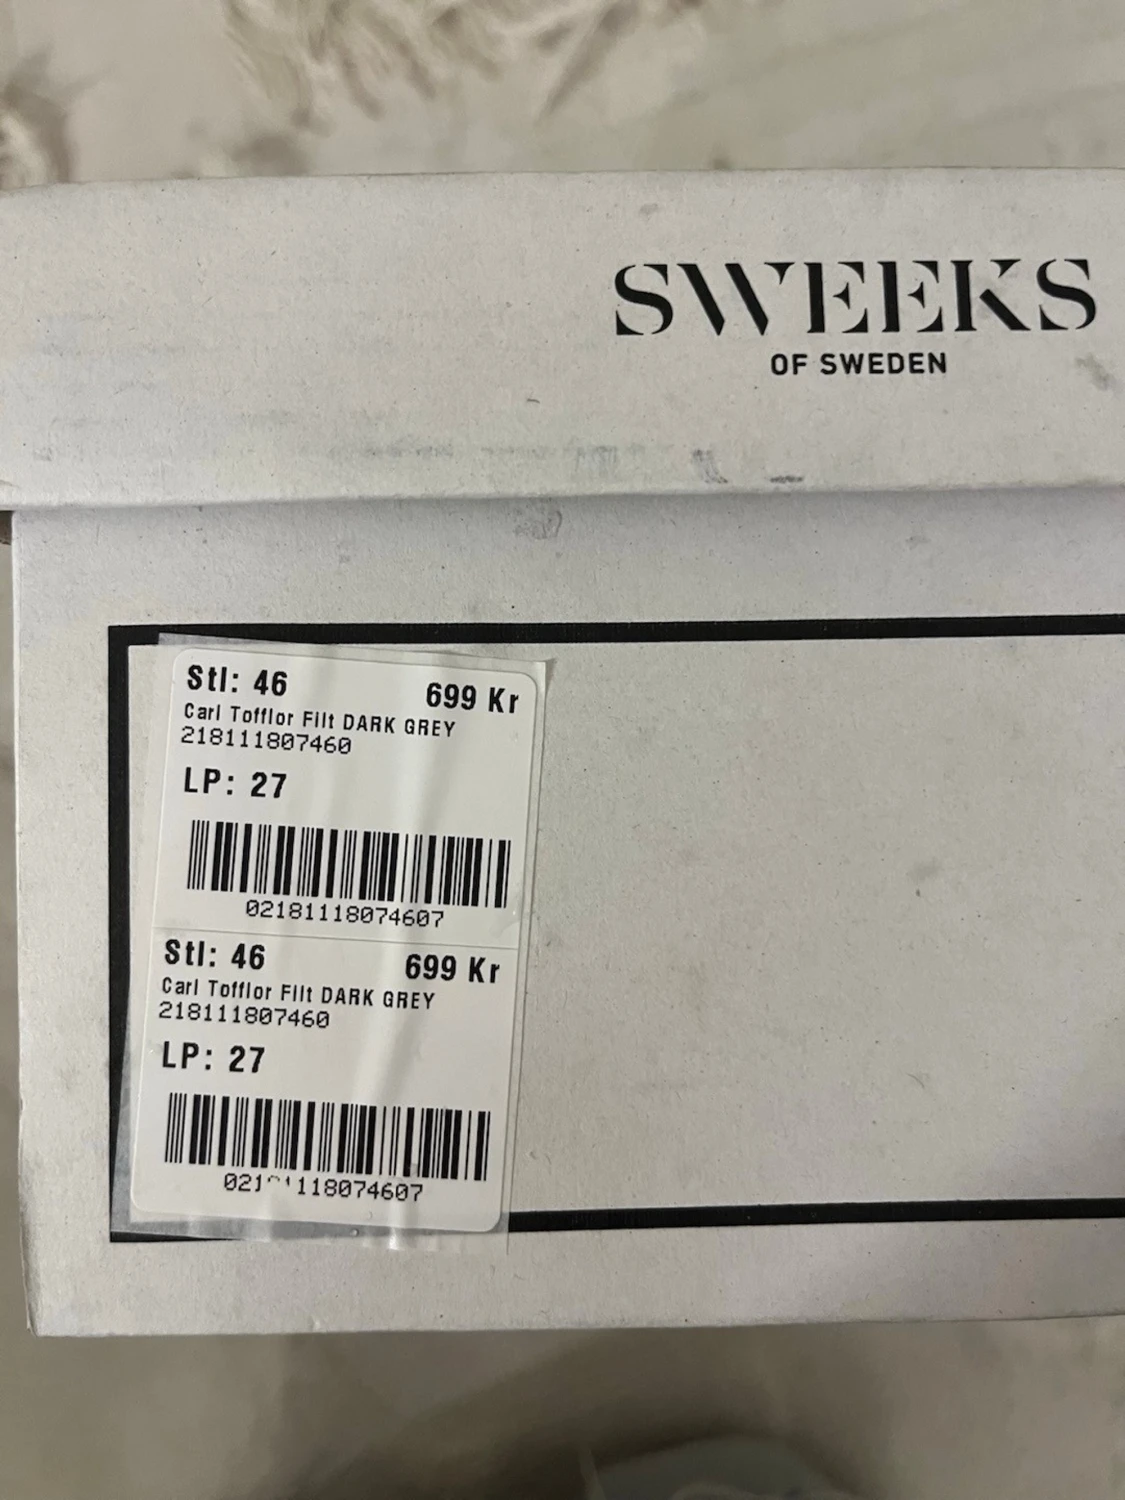 SWEEKS
OF SWEDEN
Stl: 46
699 Kr
Carl Tofflor Filt DARK GREY
218111807460
LP: 27
02181118074607
Stl: 46
699 Kr
Carl Tofflor Filt DARK GREY
218111807460
LP: 27